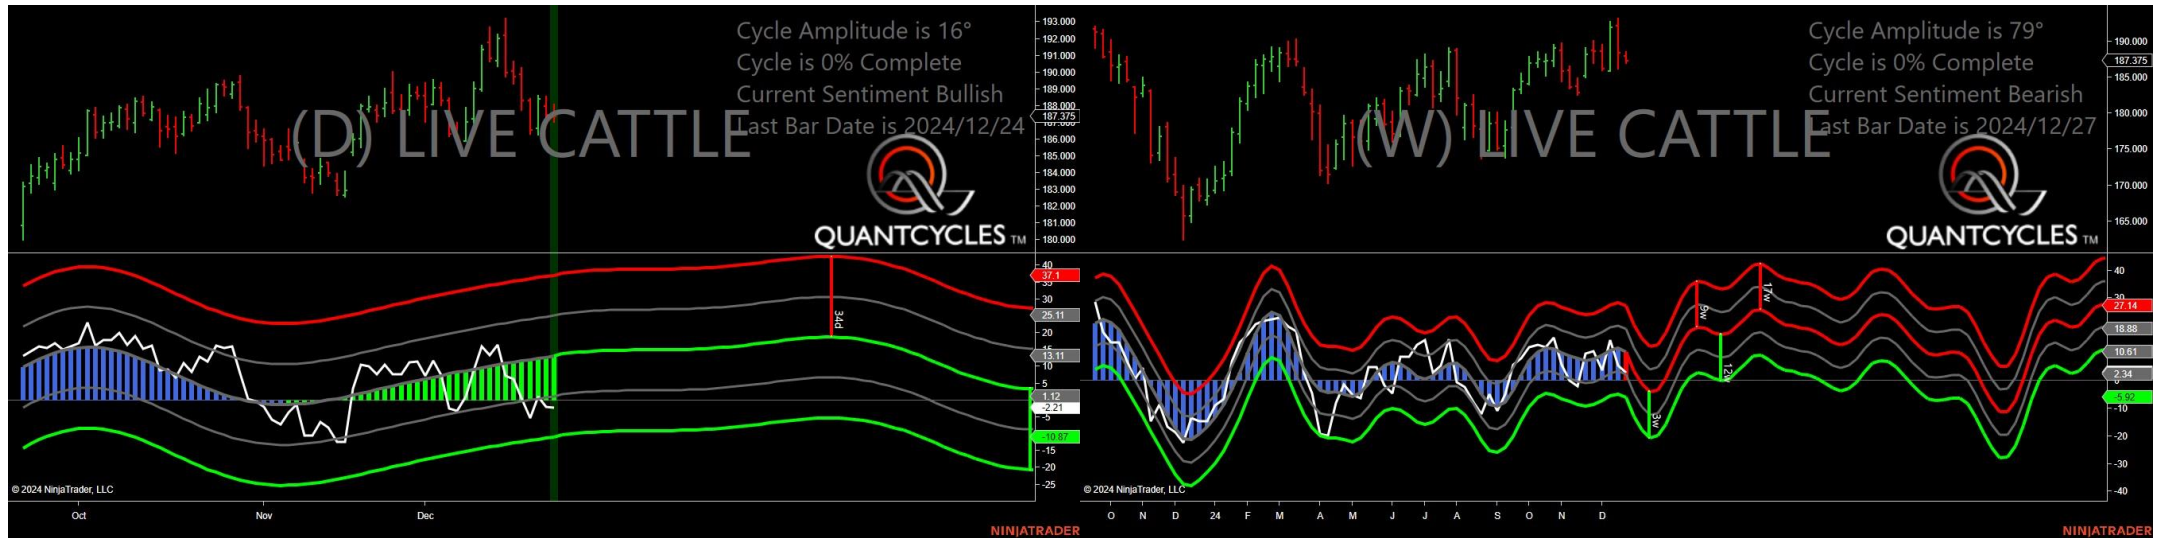 (D) LIVE CATTLE
Cycle Amplitude is 16°
Cycle is 0% Complete
Current Sentiment Bullish
Last Bar Date is 2024/12/24
QUANTCYCLES TM
193.000
192.000
191.000
190.000
189.000
188.000
187.375
186.000
185.000
184.000
183.000
182.000
181.000
180.000
40
37.1
30
25.11
20
13.11
10
5
1.12
-2.21
-5
-10.87
-15
-20
-25
34d
© 2024 NinjaTrader, LLC
Oct Nov Dec
NINJATRADER
(W) LIVE CATTLE
Cycle Amplitude is 79°
Cycle is 0% Complete
Current Sentiment Bearish
Last Bar Date is 2024/12/27
QUANTCYCLES TM
190.000
187.375
185.000
180.000
175.000
170.000
165.000
40
27.14
18.88
10.61
2.34
-5.92
-10
-20
-30
-40
3w
9w
12w
17w
© 2024 NinjaTrader, LLC
O N D 24 F M A M J J A S O N D
NINJATRADER